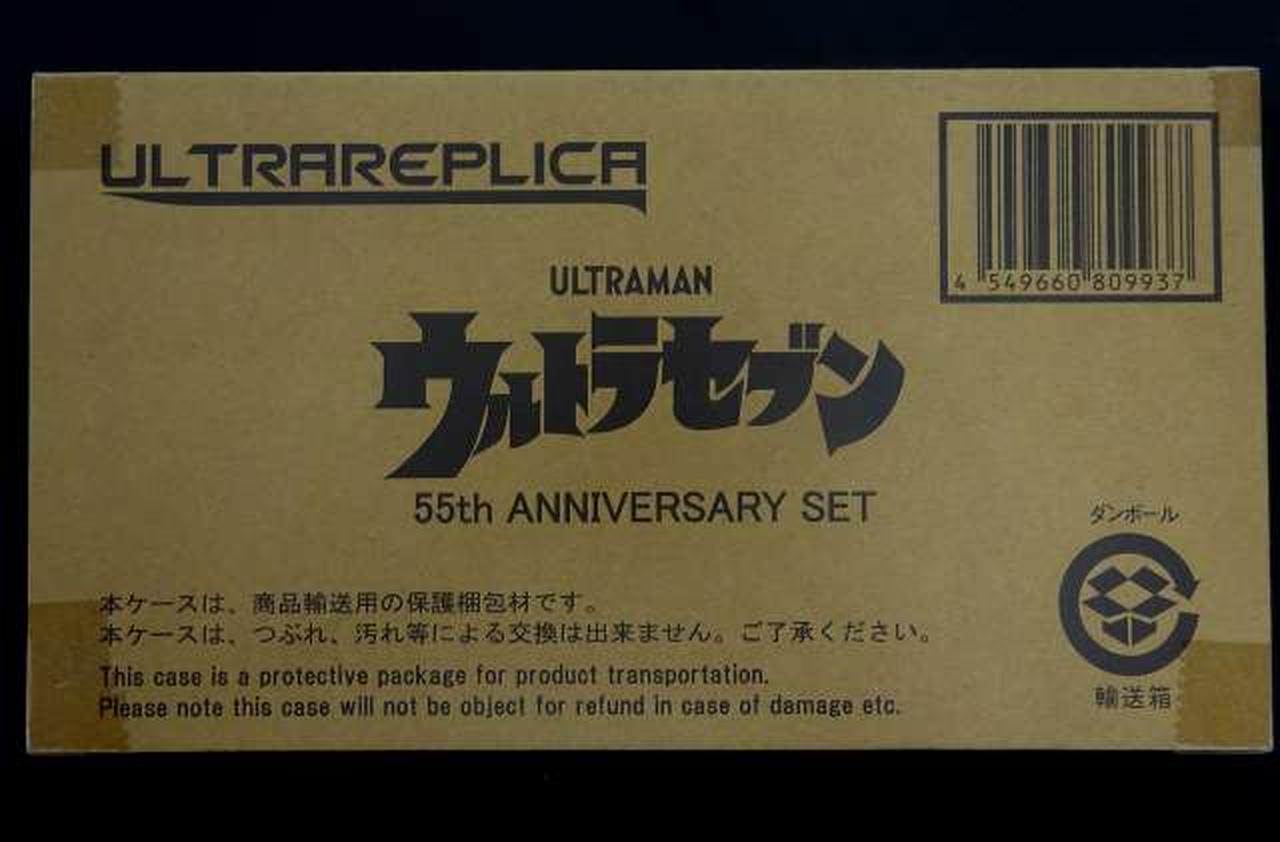 ULTRAREPLICA
4 549660 809937
ULTRAMAN
ウルトラセブン
55th ANNIVERSARY SET
ダンボール
輸送箱
本ケースは、商品輸送用の保護梱包材です。
本ケースは、つぶれ、汚れ等による交換は出来ません。ご了承ください。
This case is a protective package for product transportation.
Please note this case will not be object for refund in case of damage etc.